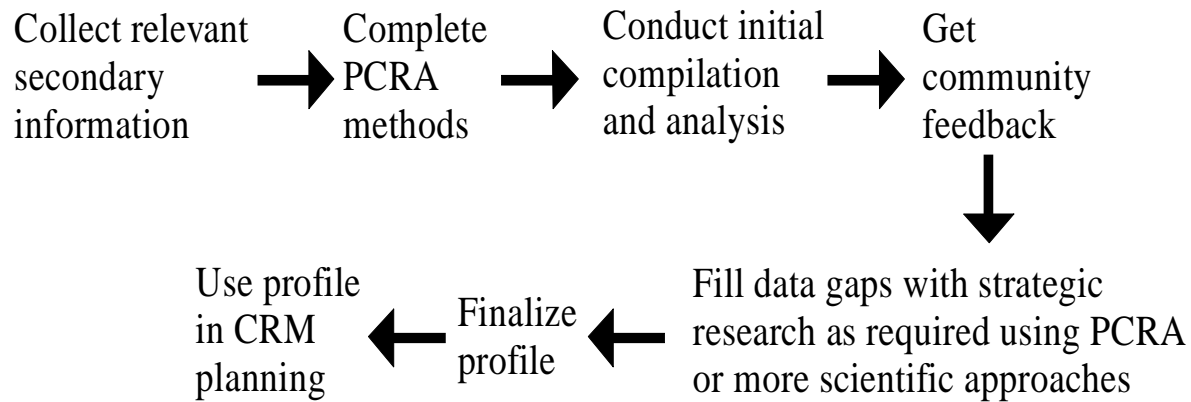 Collect relevant
secondary
information
Complete
PCRA
methods
Conduct initial
compilation
and analysis
Get
community
feedback
Fill data gaps with strategic
research as required using PCRA
or more scientific approaches
Finalize
profile
Use profile
in CRM
planning